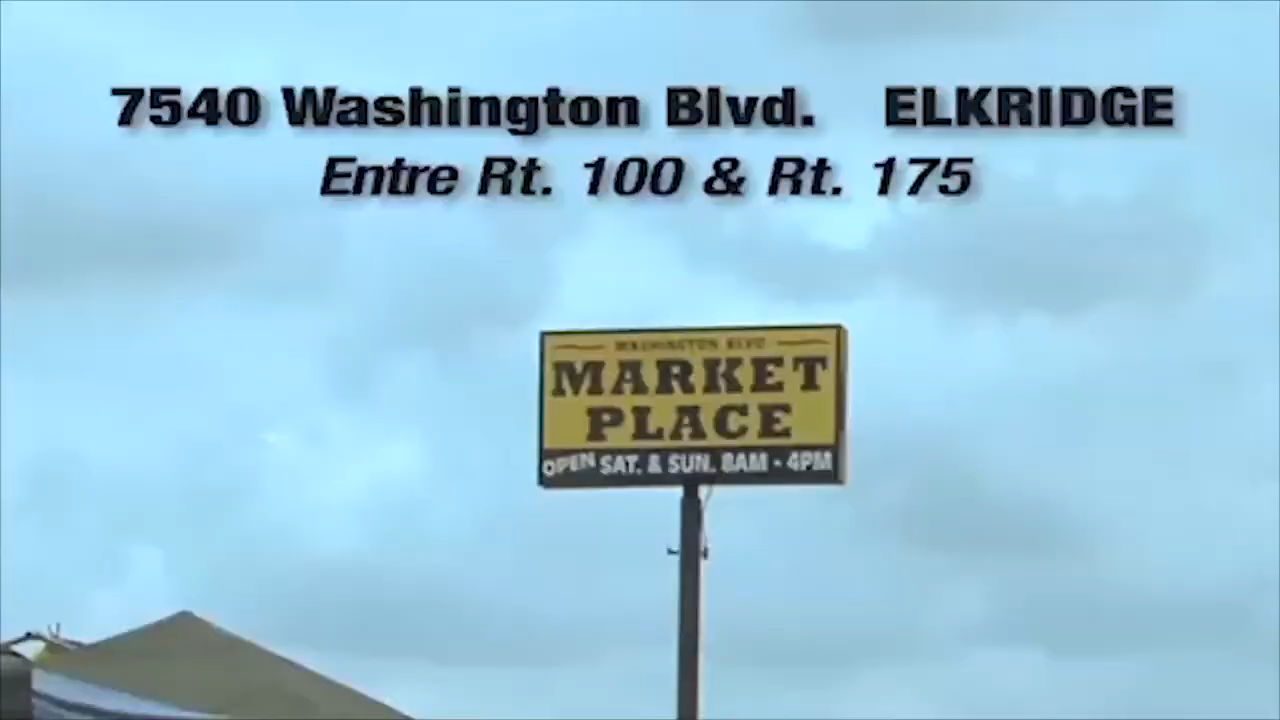 7540 Washington Blvd. ELKRIDGE
Entre Rt. 100 & Rt. 175
WASHINGTON BLVD
MARKET
PLACE
OPEN SAT. & SUN. 8AM - 4PM